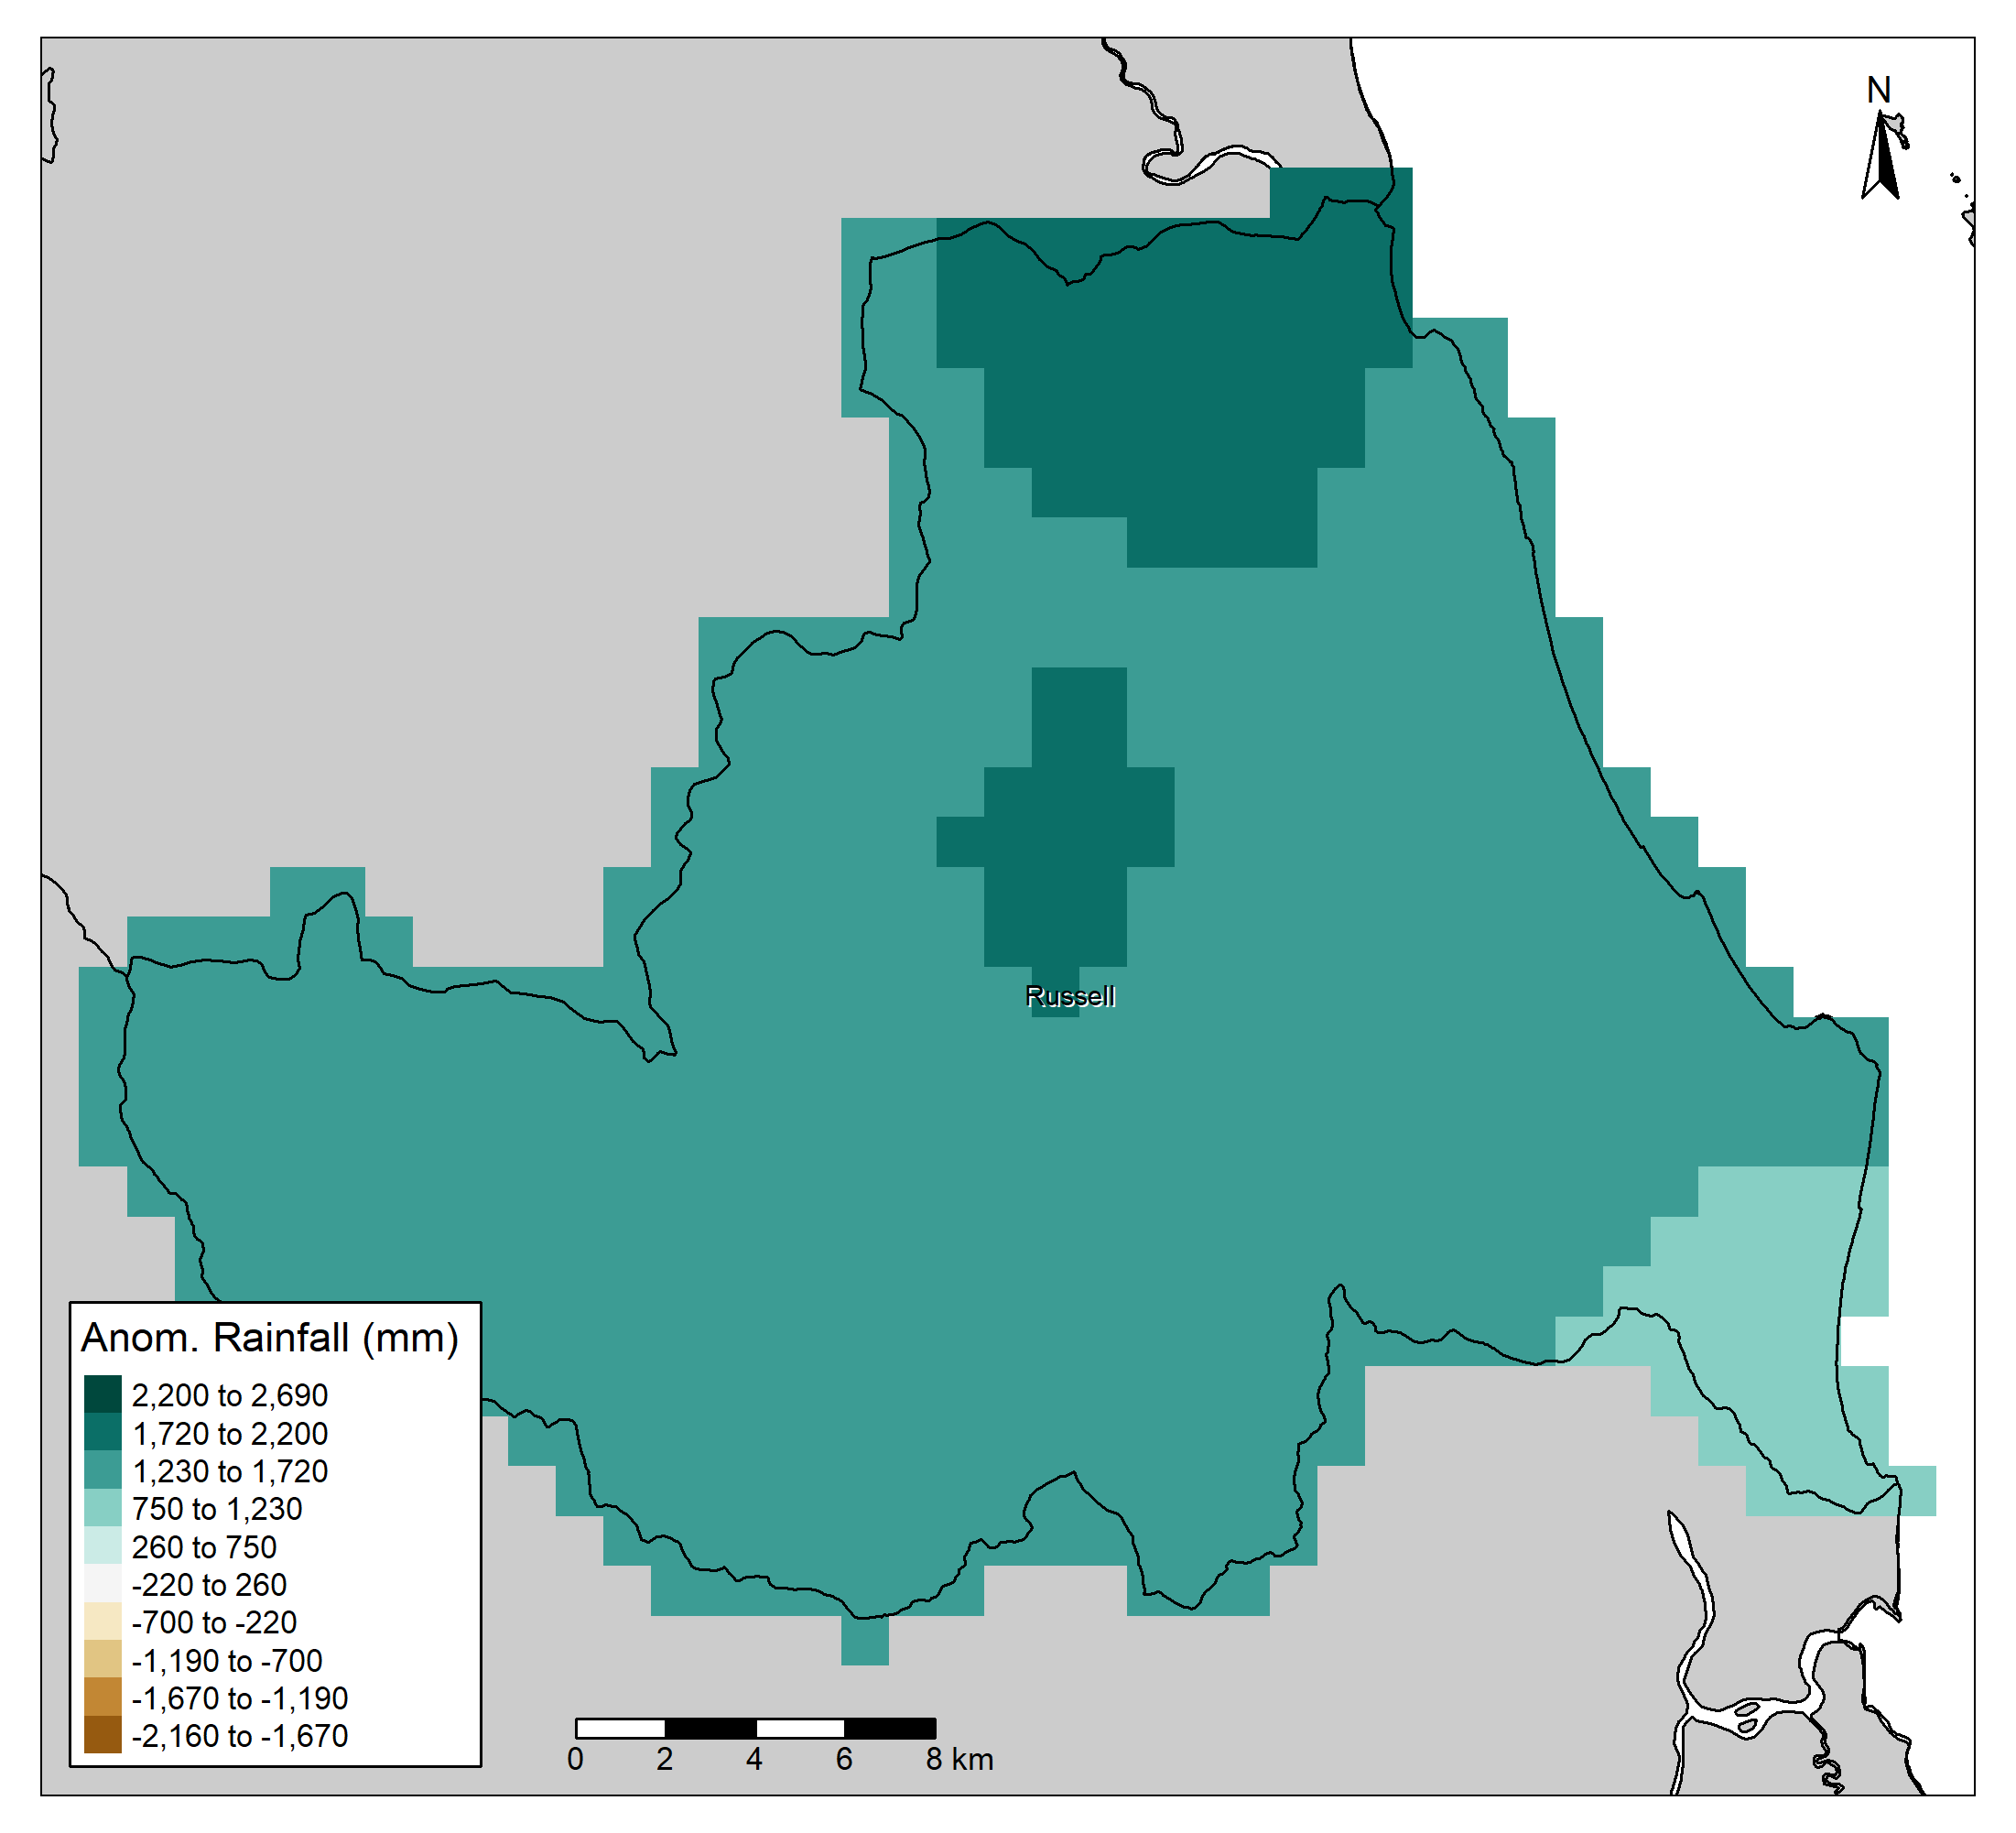 N
Russell
Anom. Rainfall (mm)
2,200 to 2,690
1,720 to 2,200
1,230 to 1,720
750 to 1,230
260 to 750
-220 to 260
-700 to -220
-1,190 to -700
-1,670 to -1,190
-2,160 to -1,670
0 2 4 6 8 km